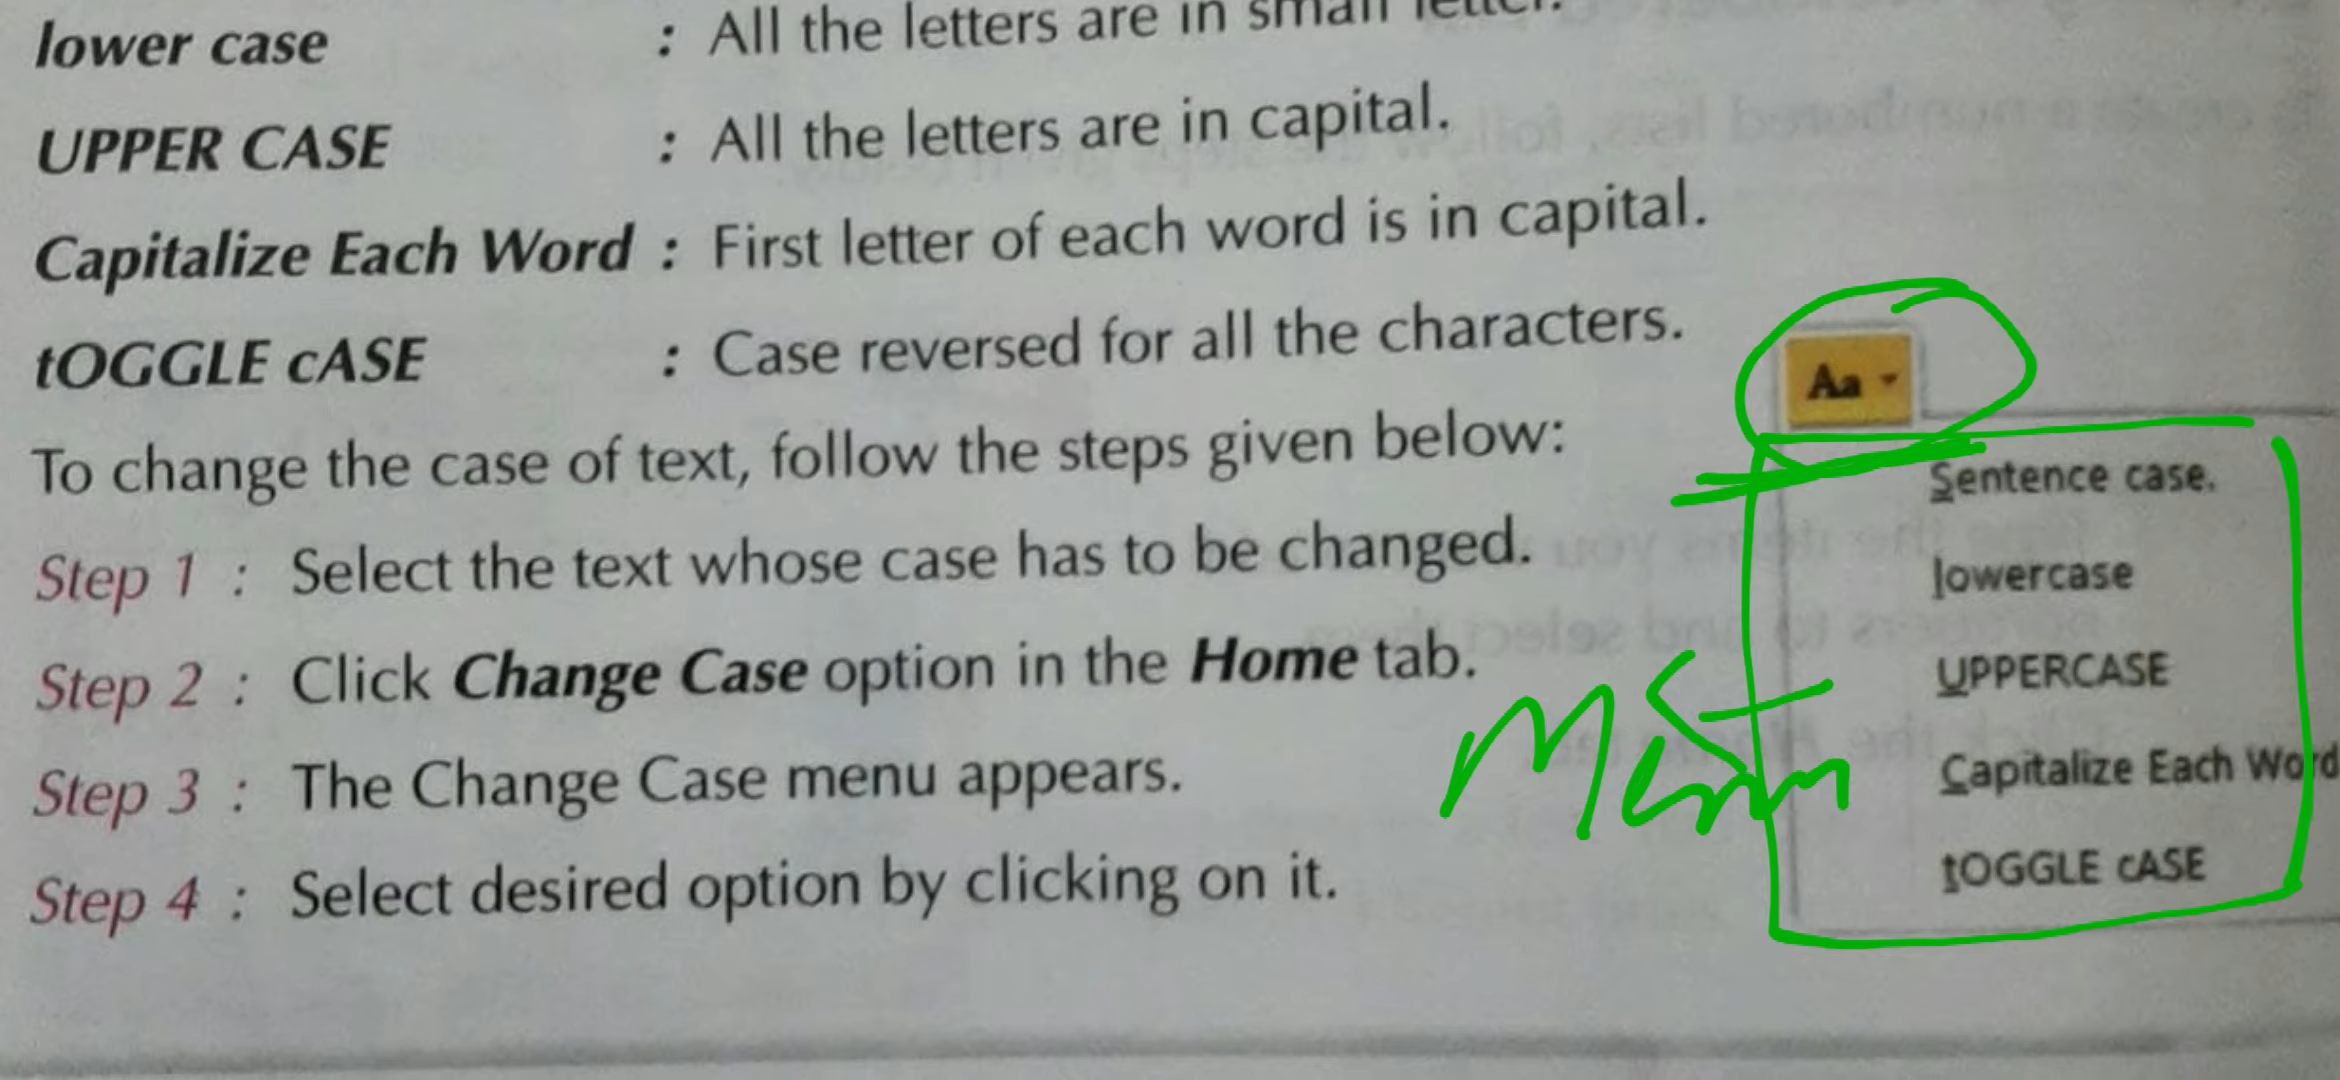 lower case : All the letters are in small letter.
UPPER CASE : All the letters are in capital.
Capitalize Each Word : First letter of each word is in capital.
tOGGLE cASE : Case reversed for all the characters.
To change the case of text, follow the steps given below:
Step 1 : Select the text whose case has to be changed.
Step 2 : Click Change Case option in the Home tab.
Step 3 : The Change Case menu appears.
Step 4 : Select desired option by clicking on it.
Aa
Sentence case.
lowercase
UPPERCASE
Capitalize Each Word
tOGGLE cASE